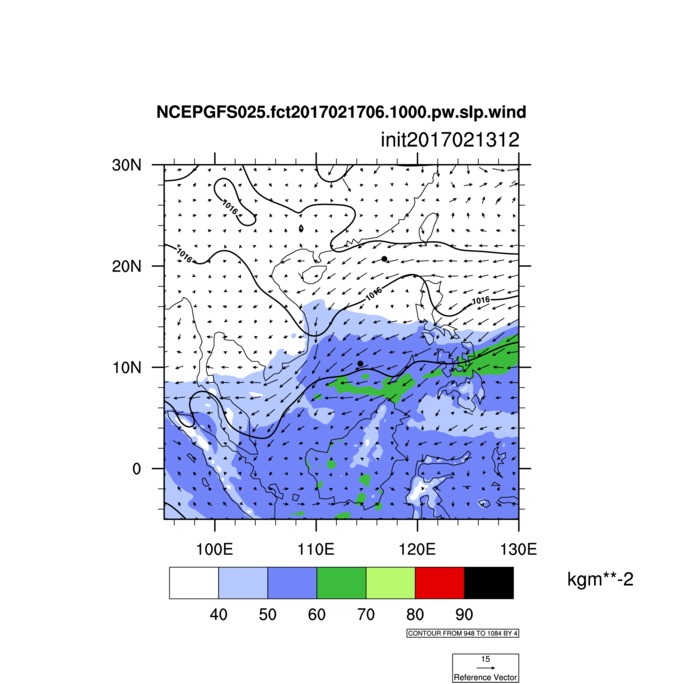 NCEPGFS025.fct2017021706.1000.pw.slp.wind
init2017021312
30N
20N
10N
0
1016
1016
1016
1016
100E 110E 120E 130E
40 50 60 70 80 90
kgm**-2
CONTOUR FROM 948 TO 1084 BY 4
15
Reference Vector